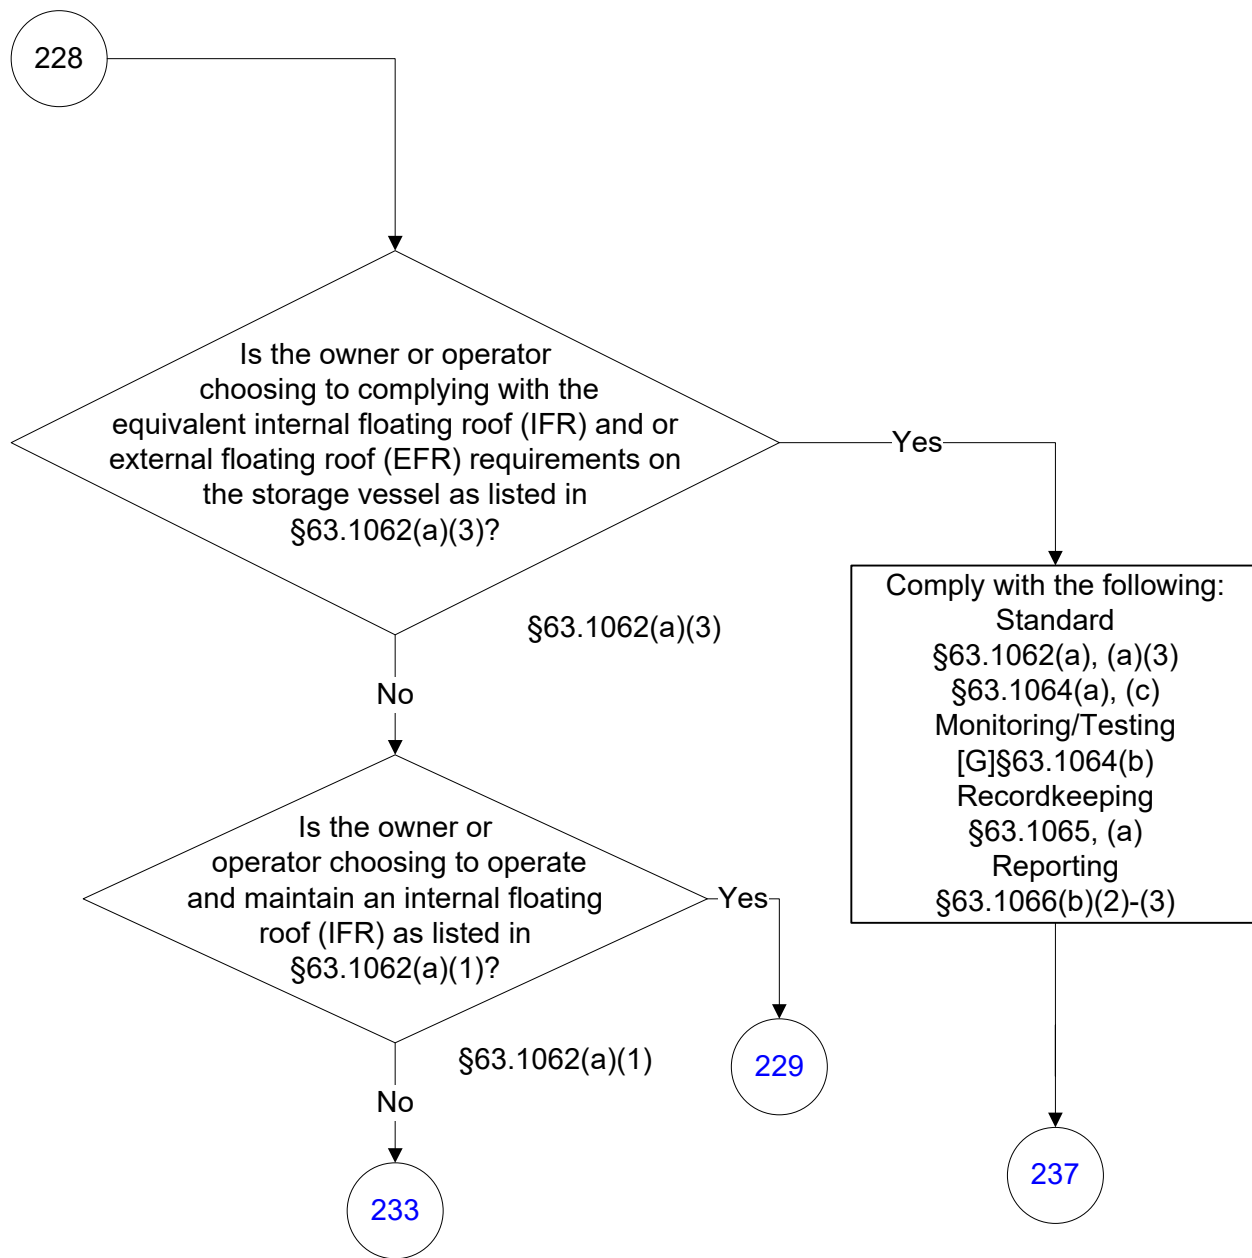 228
Is the owner or operator
choosing to complying with the
equivalent internal floating roof (IFR) and or
external floating roof (EFR) requirements on
the storage vessel as listed in
§63.1062(a)(3)?
Yes
§63.1062(a)(3)
No
Comply with the following:
Standard
§63.1062(a), (a)(3)
§63.1064(a), (c)
Monitoring/Testing
[G]§63.1064(b)
Recordkeeping
§63.1065, (a)
Reporting
§63.1066(b)(2)-(3)
Is the owner or
operator choosing to operate
and maintain an internal floating
roof (IFR) as listed in
§63.1062(a)(1)?
Yes
§63.1062(a)(1)
No
229
237
233